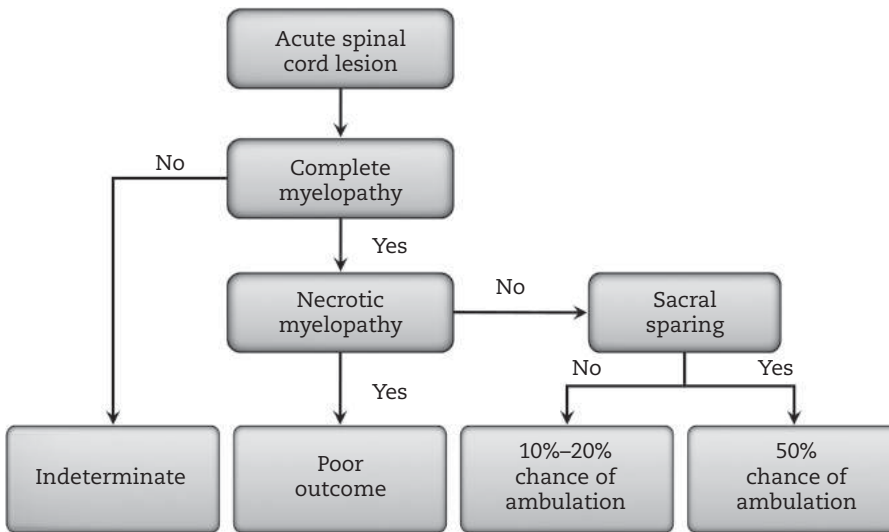 Acute spinal
cord lesion
No
Complete
myelopathy
Yes
Necrotic
myelopathy
No
Sacral
sparing
Yes
No
Yes
Indeterminate
Poor
outcome
10%–20%
chance of
ambulation
50%
chance of
ambulation